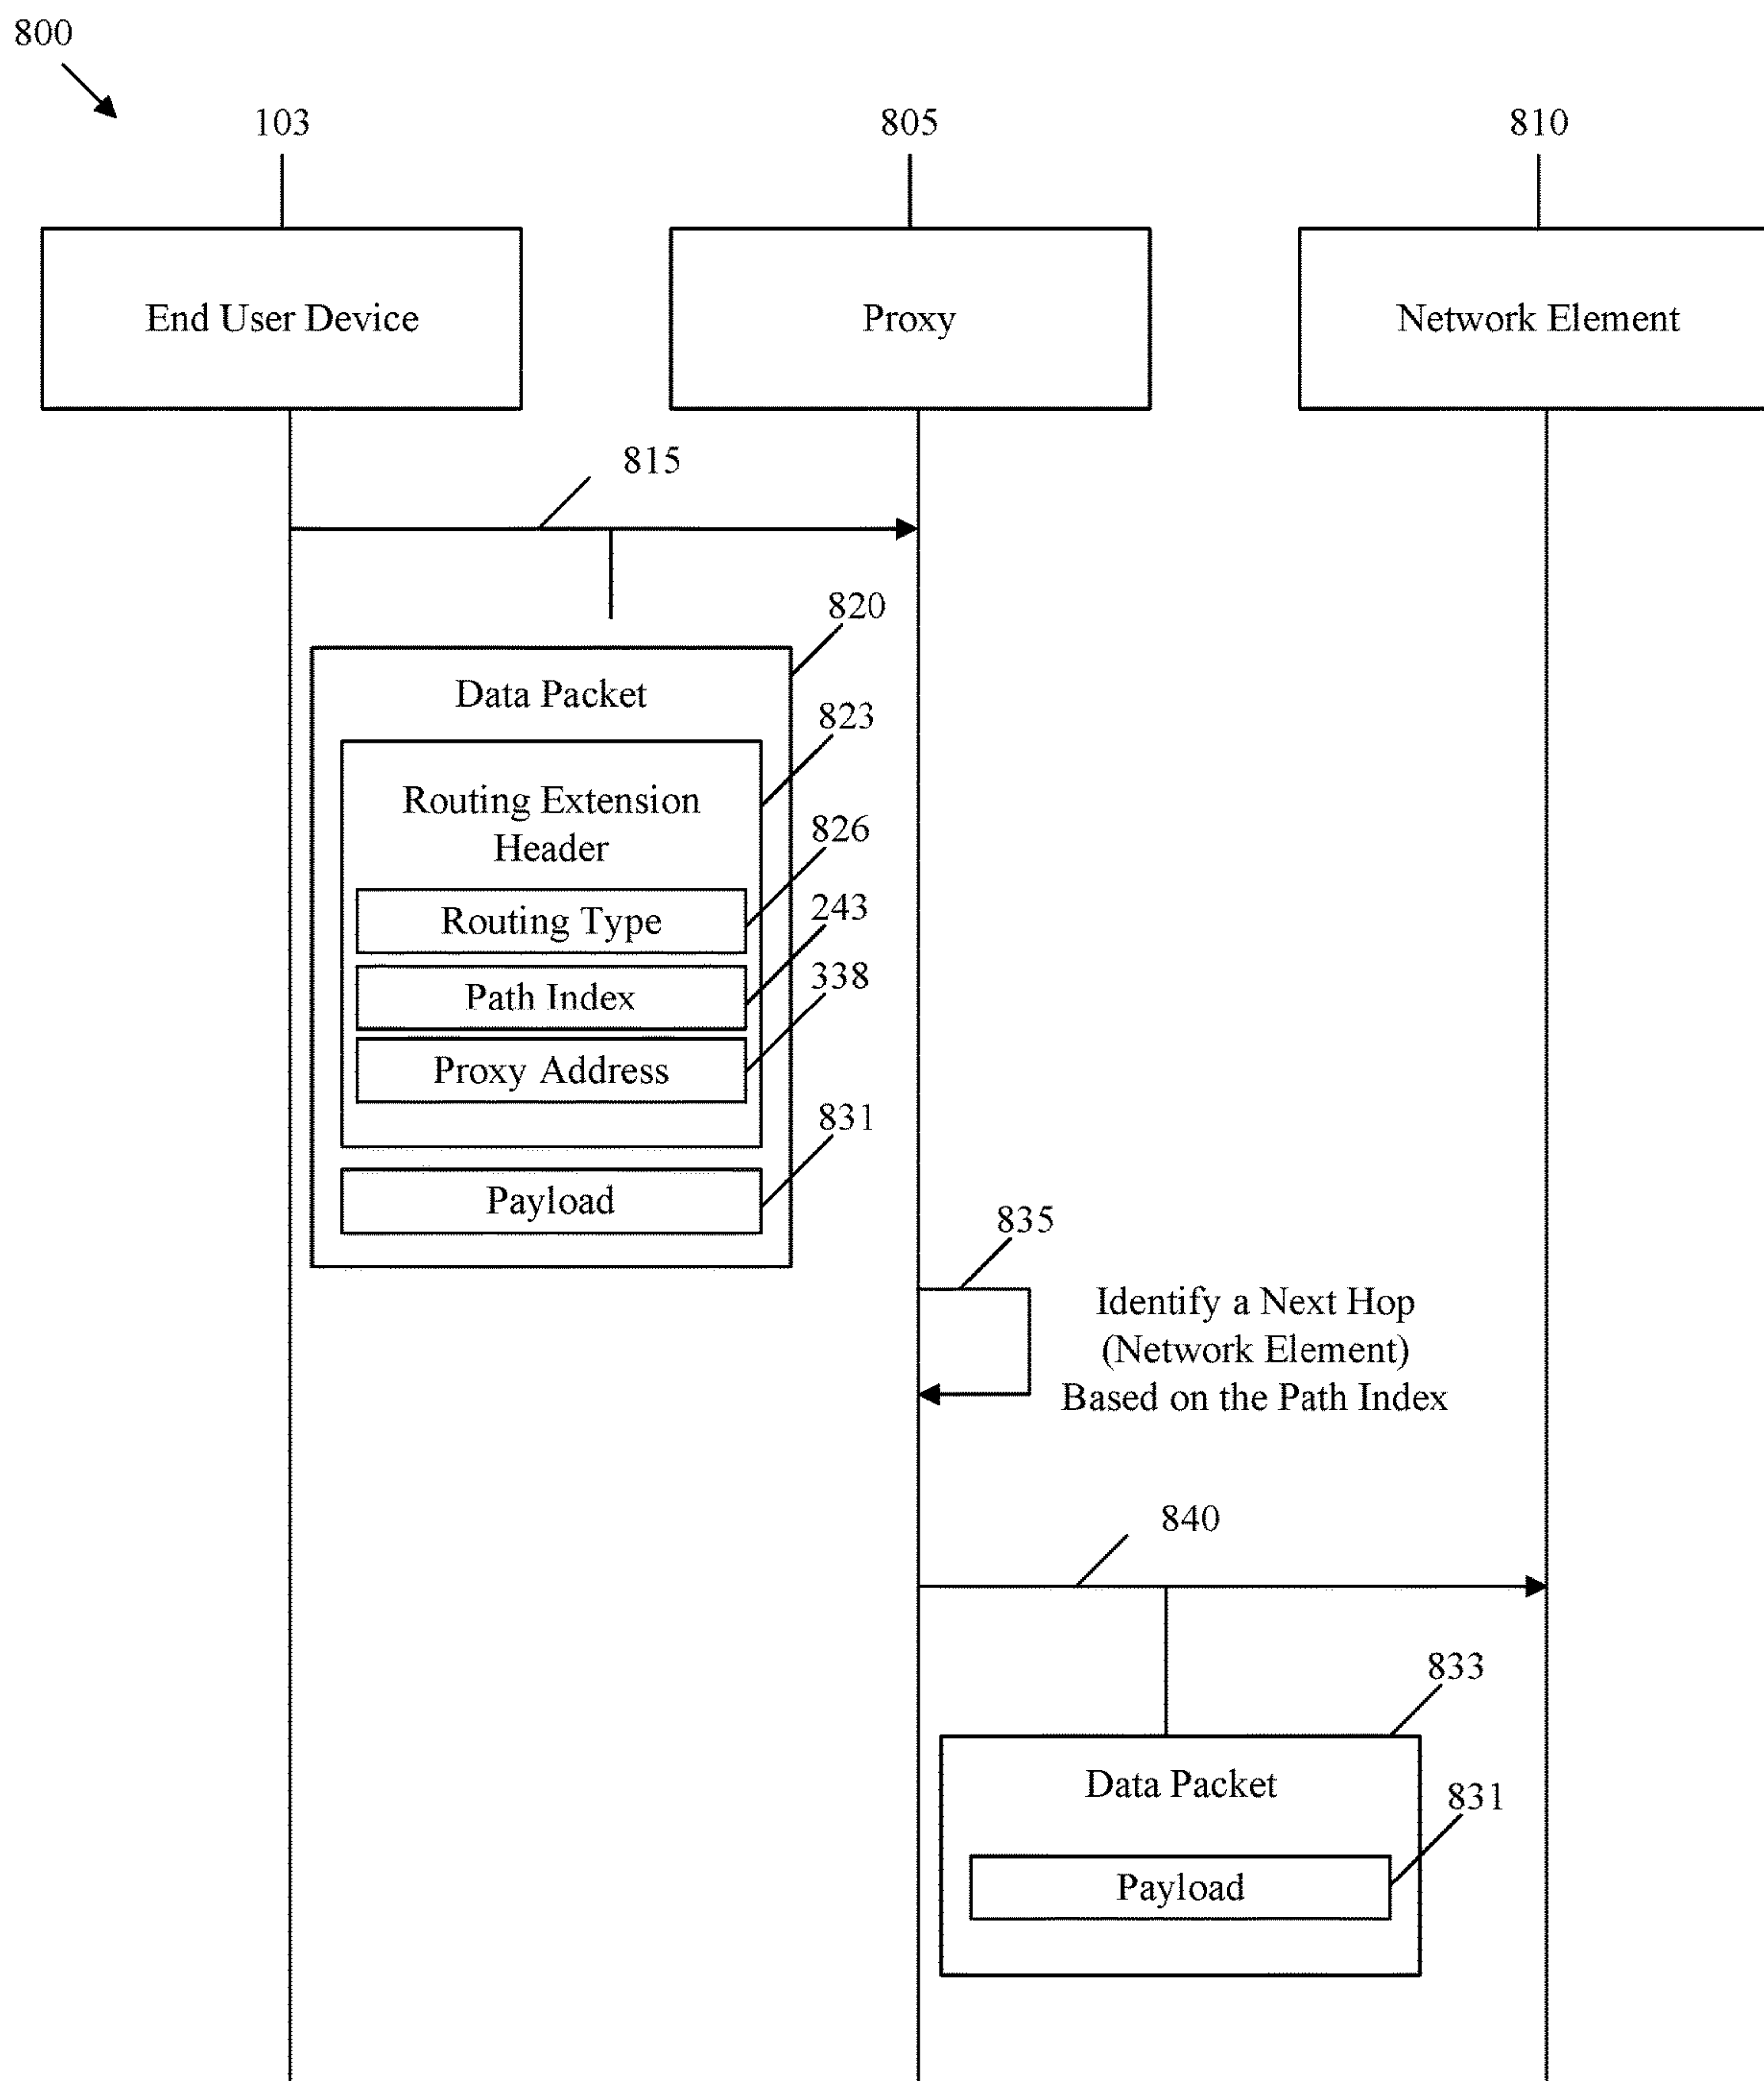 800
103
805
810
End User Device
Proxy
Network Element
815
820
Data Packet
823
Routing Extension
Header
826
Routing Type
243
Path Index
338
Proxy Address
831
Payload
835
Identify a Next Hop
(Network Element)
Based on the Path Index
840
833
Data Packet
831
Payload